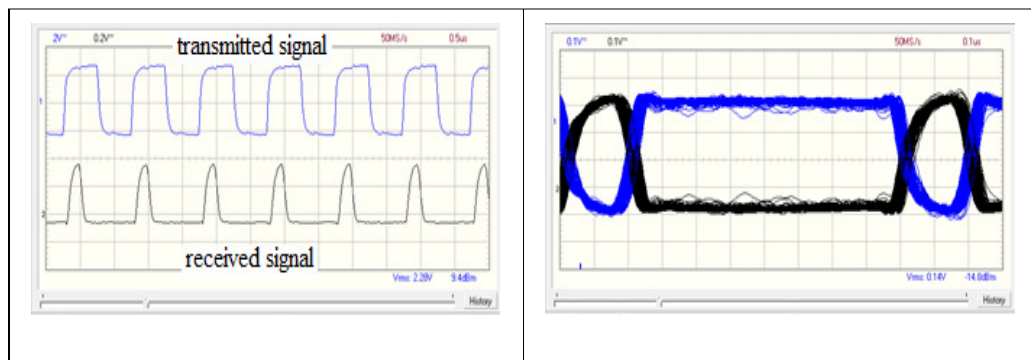 2V 0.2V 50MS/s 0.5us
transmitted signal
1
2
received signal
Vrms: 2.28V 9.4dBm
History
0.1V 0.1V 50MS/s 0.1us
1
2
Vrms: 0.14V -14.8dBm
History